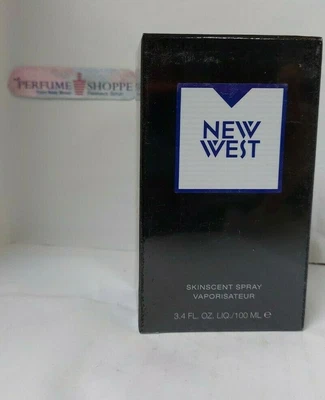 PERFUME SHOPPE
NEW
WEST
SKINSCENT SPRAY
VAPORISATEUR
3.4 FL. OZ. LIQ./100 ML ℮